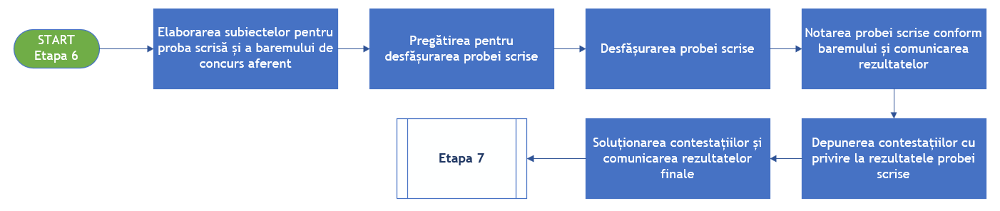 START
Etapa 6
Elaborarea subiectelor pentru
proba scrisă și a baremului de
concurs aferent
Pregătirea pentru
desfășurarea probei scrise
Desfășurarea probei scrise
Notarea probei scrise conform
baremului și comunicarea
rezultatelor
Depunerea contestațiilor cu
privire la rezultatele probei
scrise
Soluționarea contestațiilor și
comunicarea rezultatelor
finale
Etapa 7